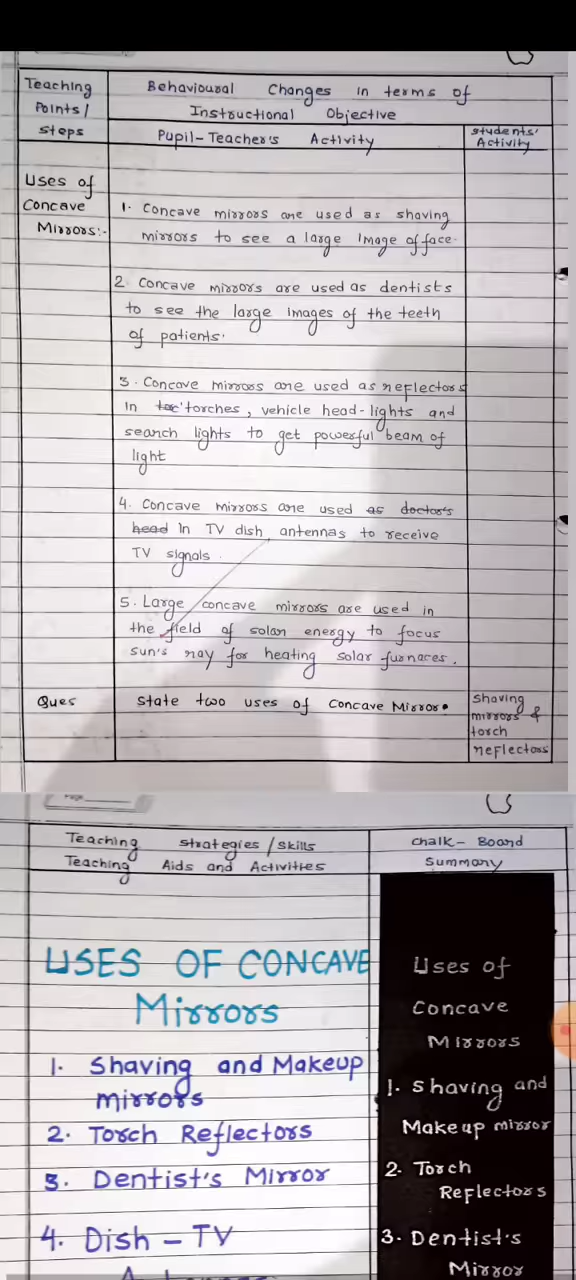 Teaching Points/ Steps
Behavioural Changes in terms of
Instructional Objective
Pupil-Teacher's Activity
Students' Activity
Uses of
Concave
Mirrors:-
1. Concave mirrors are used as shaving
mirrors to see a large image of face.
2. Concave mirrors are used as dentists
to see the large images of the teeth
of patients.
3. Concave mirrors are used as reflectors
in toc' torches, vehicle head-lights and
search lights to get powerful beam of
light
4. Concave mirrors are used as doctor's
head in TV dish, antennas to receive
TV signals.
5. Large concave mirrors are used in
the field of solar energy to focus
sun's ray for heating solar furnaces.
Ques
State two uses of Concave Mirror.
Shaving
mirrors &
torch
reflectors
Page
Teaching Strategies/Skills
Teaching Aids and Activities
Chalk-Board
Summary
USES OF CONCAVE
Mirrors
1. Shaving and Makeup
mirrors
2. Torch Reflectors
3. Dentist's Mirror
4. Dish-TV
Uses of
Concave
Mirrors
1. Shaving and
Makeup mirror
2. Torch
Reflectors
3. Dentist's
Mirror